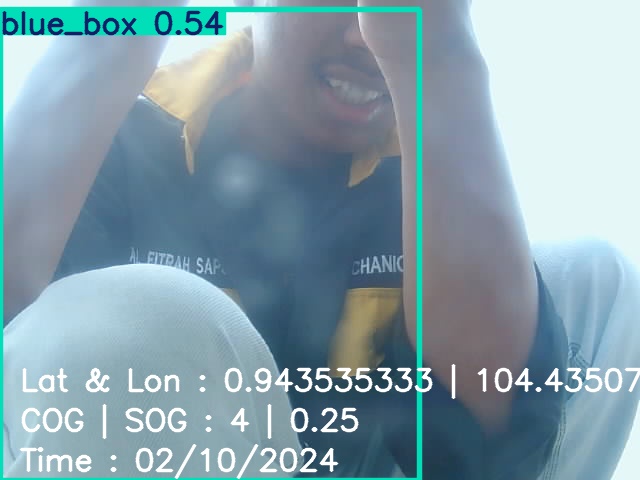 blue_box 0.54
AL FITRAH SAP
CHANIC
Lat & Lon : 0.943535333 | 104.43507
COG | SOG : 4 | 0.25
Time : 02/10/2024